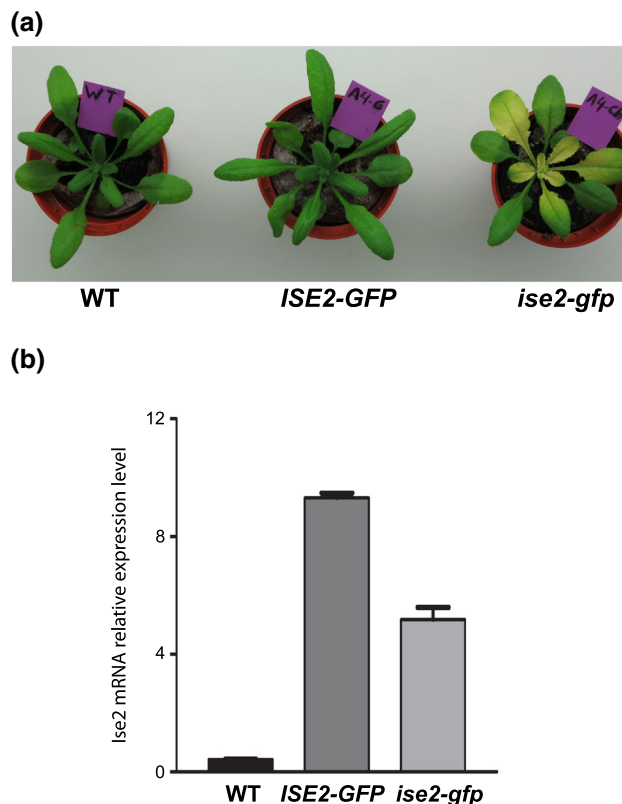 (a)
WT
A4-G
WT
ISE2-GFP
ise2-gfp
(b)
Ise2 mRNA relative expression level
12
8
4
0
WT
ISE2-GFP
ise2-gfp